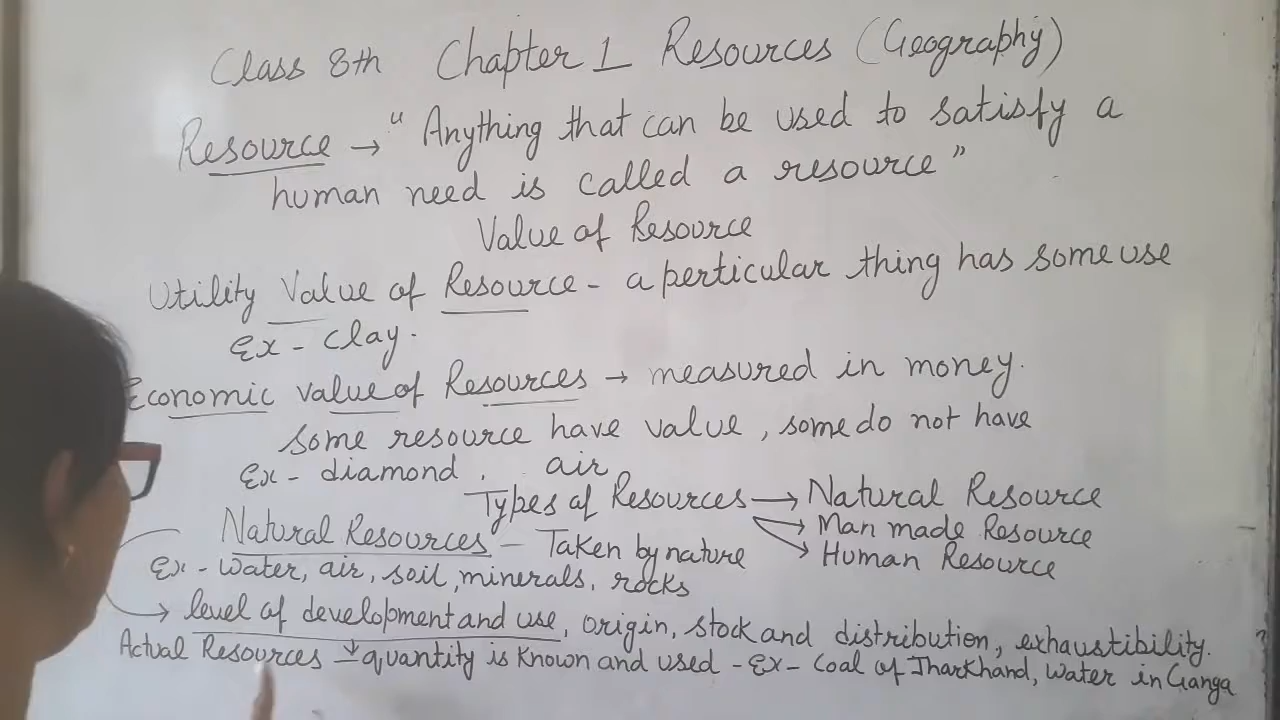 Class 8th Chapter 1 Resources (Geography)
Resource → "Anything that can be used to satisfy a
human need is called a resource"
Value of Resource
Utility Value of Resource - a perticular thing has some use
Ex - Clay.
Economic value of Resources → measured in money.
some resource have value, some do not have
Ex - diamond, air
Types of Resources → Natural Resource
→ Man made Resource
→ Human Resource
Natural Resources - Taken by nature
Ex - Water, air, soil, minerals, rocks
→ level of development and use, origin, stock and distribution, exhaustibility.
Actual Resources → quantity is Known and used - Ex - Coal of Jharkhand, Water in Ganga